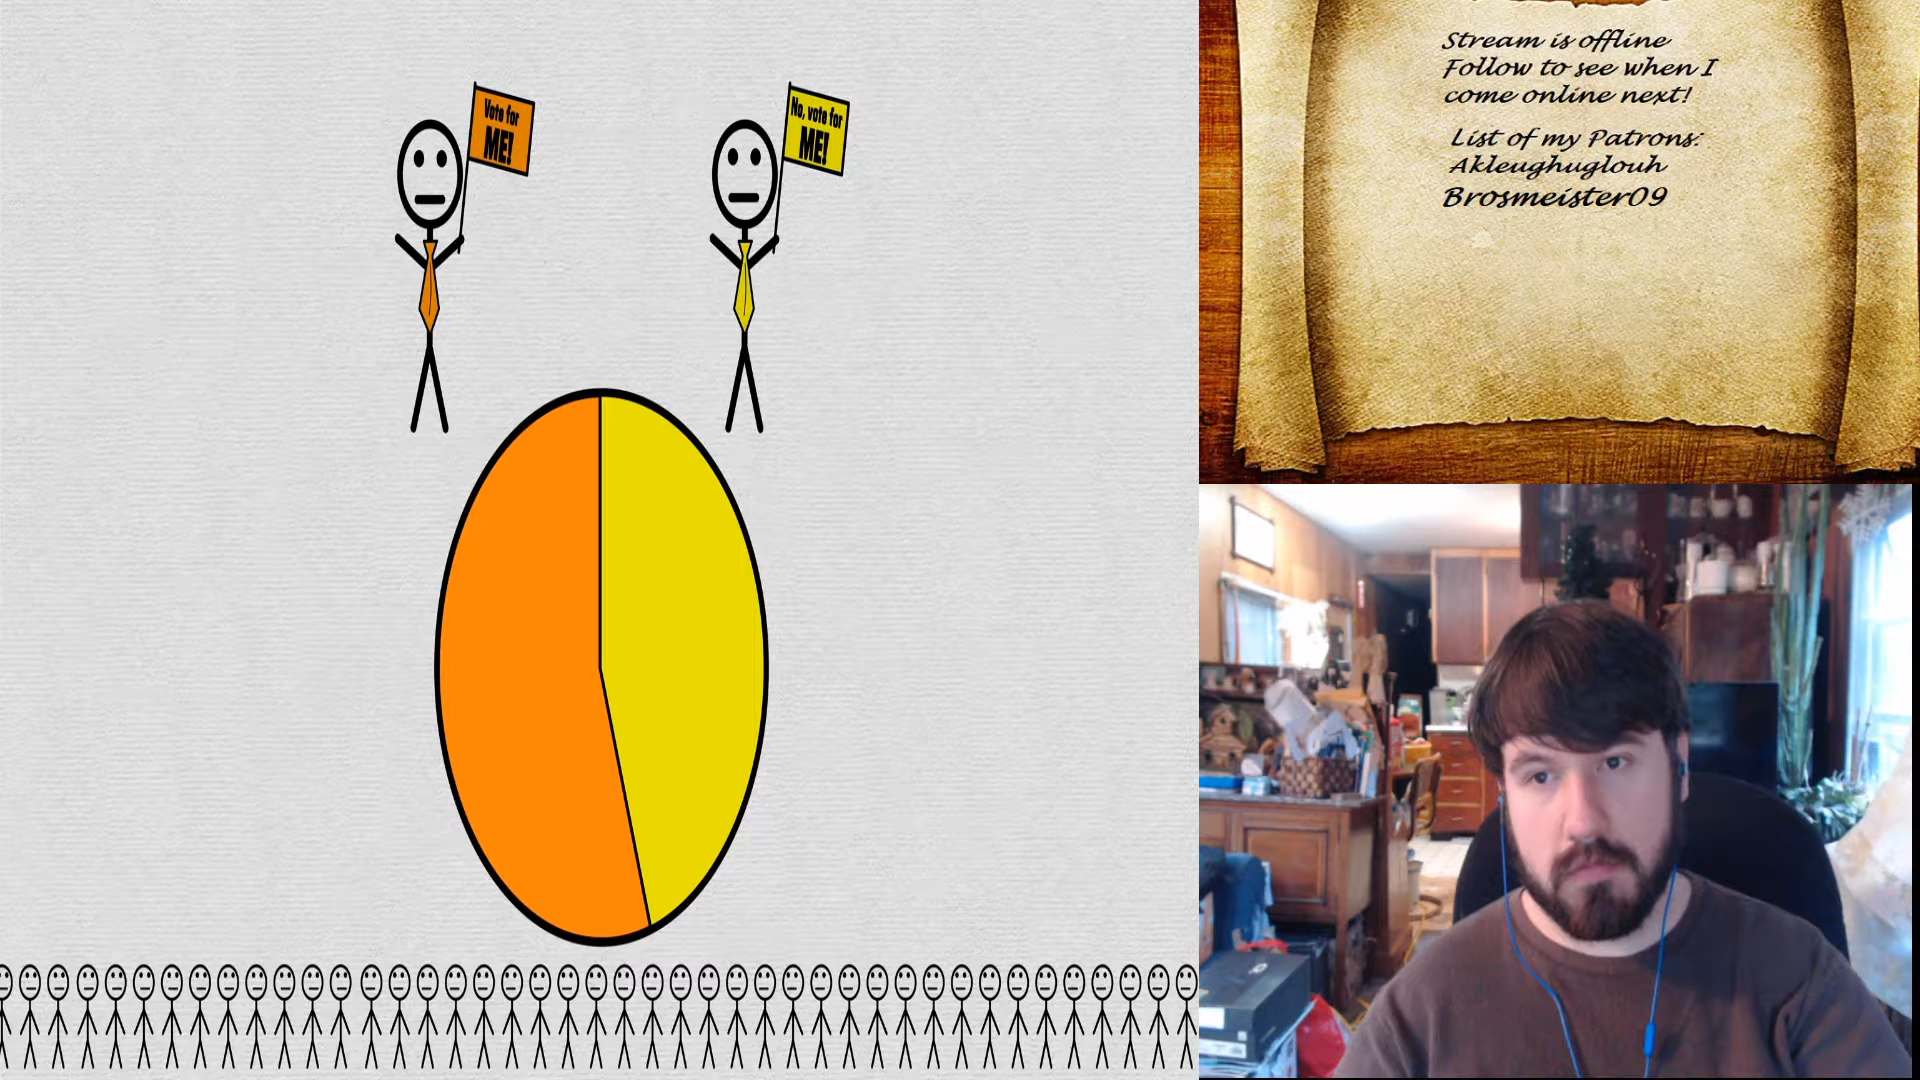 Vote for
ME!
No, vote for
ME!
Stream is offline
Follow to see when I
come online next!
List of my Patrons:
Akleughuglouh
Brosmeister09